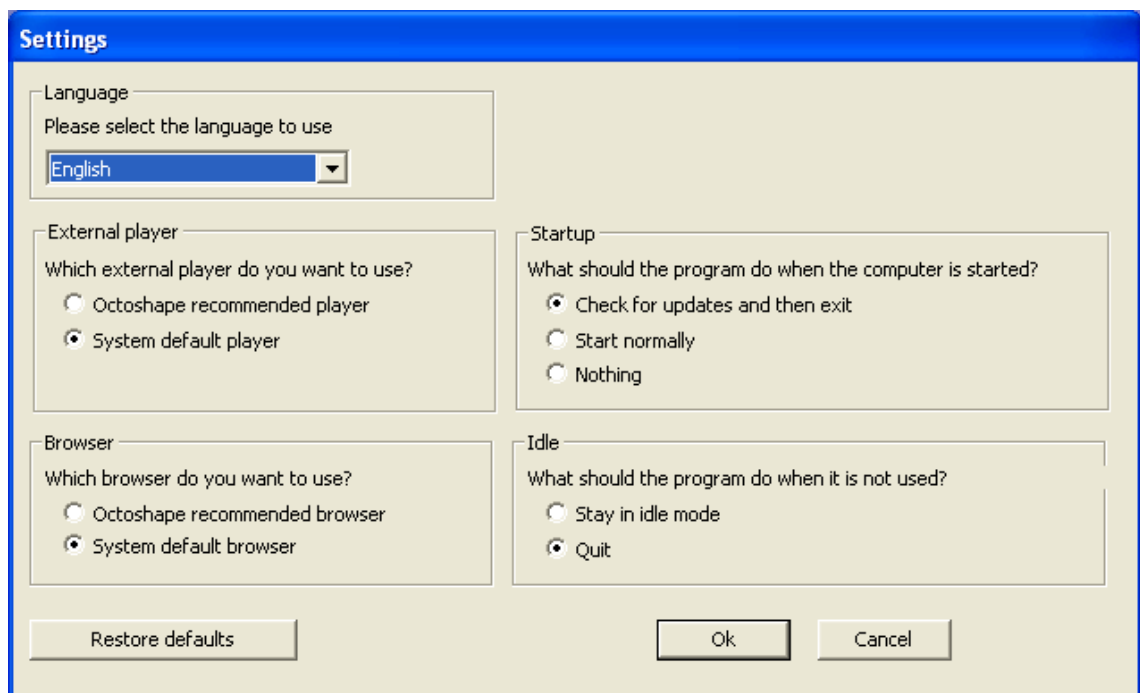 Settings
Language
Please select the language to use
English
External player
Which external player do you want to use?
Octoshape recommended player
System default player
Startup
What should the program do when the computer is started?
Check for updates and then exit
Start normally
Nothing
Browser
Which browser do you want to use?
Octoshape recommended browser
System default browser
Idle
What should the program do when it is not used?
Stay in idle mode
Quit
Restore defaults
Ok
Cancel